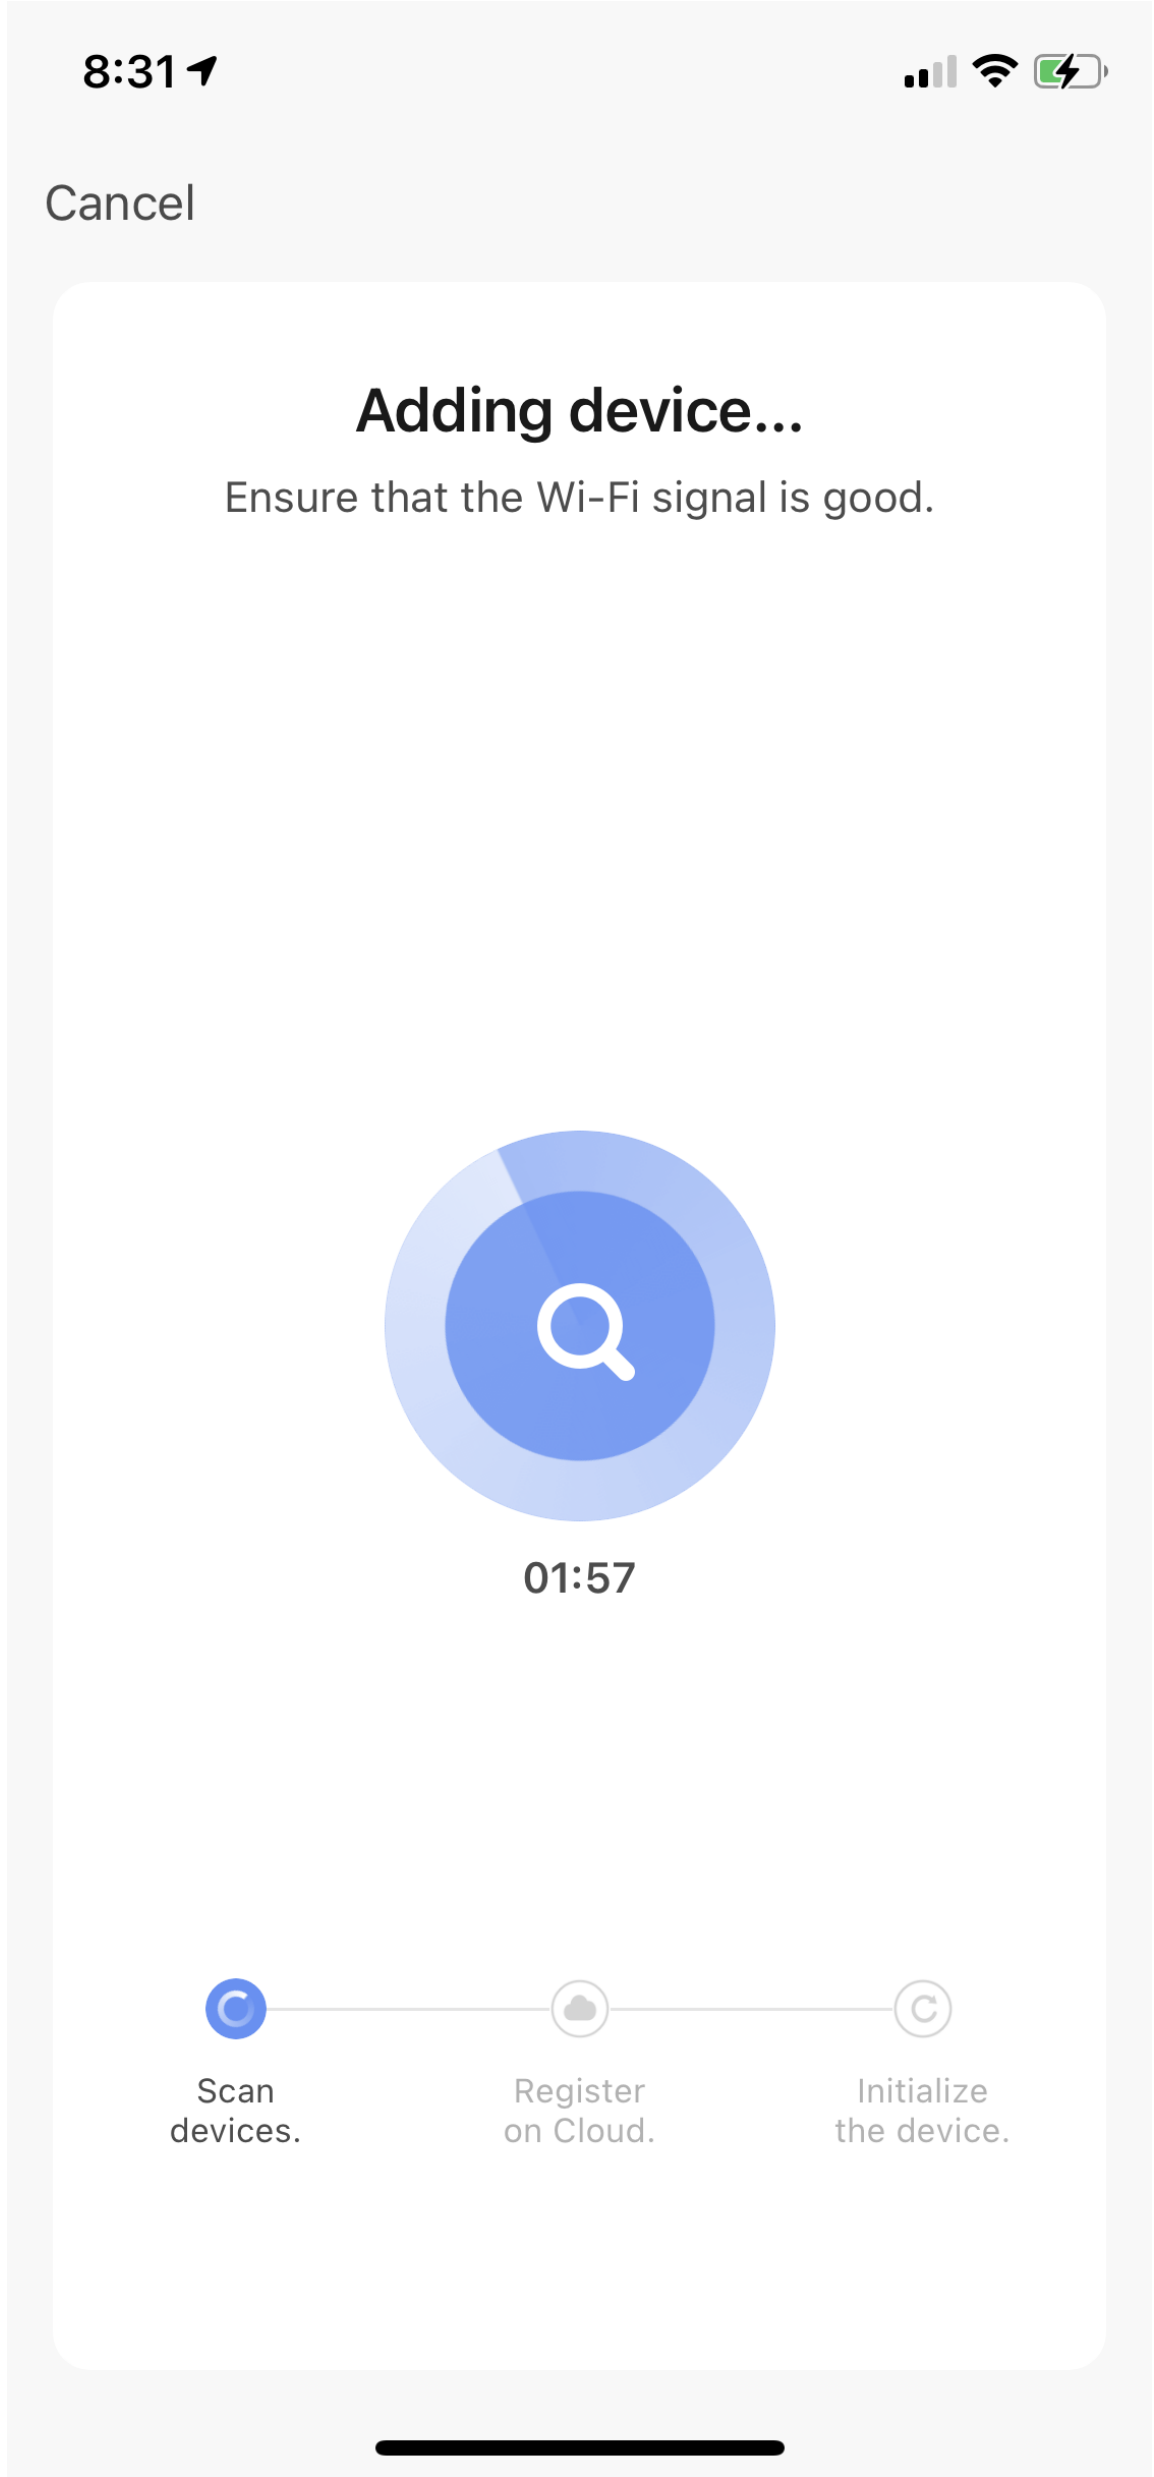 8:31
Cancel
Adding device...
Ensure that the Wi-Fi signal is good.
01:57
Scan
devices.
Register
on Cloud.
Initialize
the device.